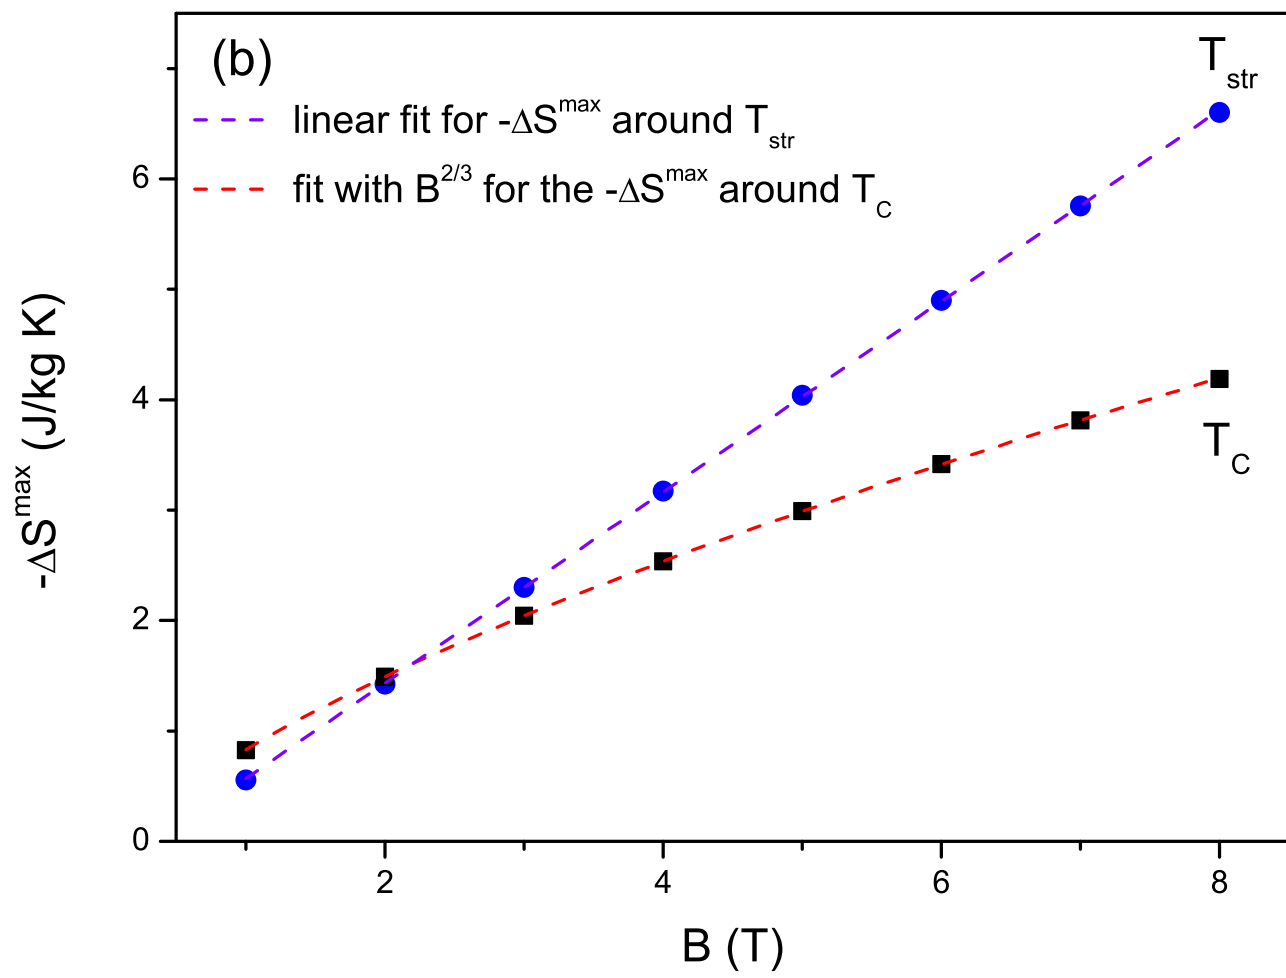 (b)
T_str
linear fit for -ΔS^max around T_str
fit with B^2/3 for the -ΔS^max around T_C
6
4
2
0
-ΔS^max (J/kg K)
T_C
2 4 6 8
B (T)